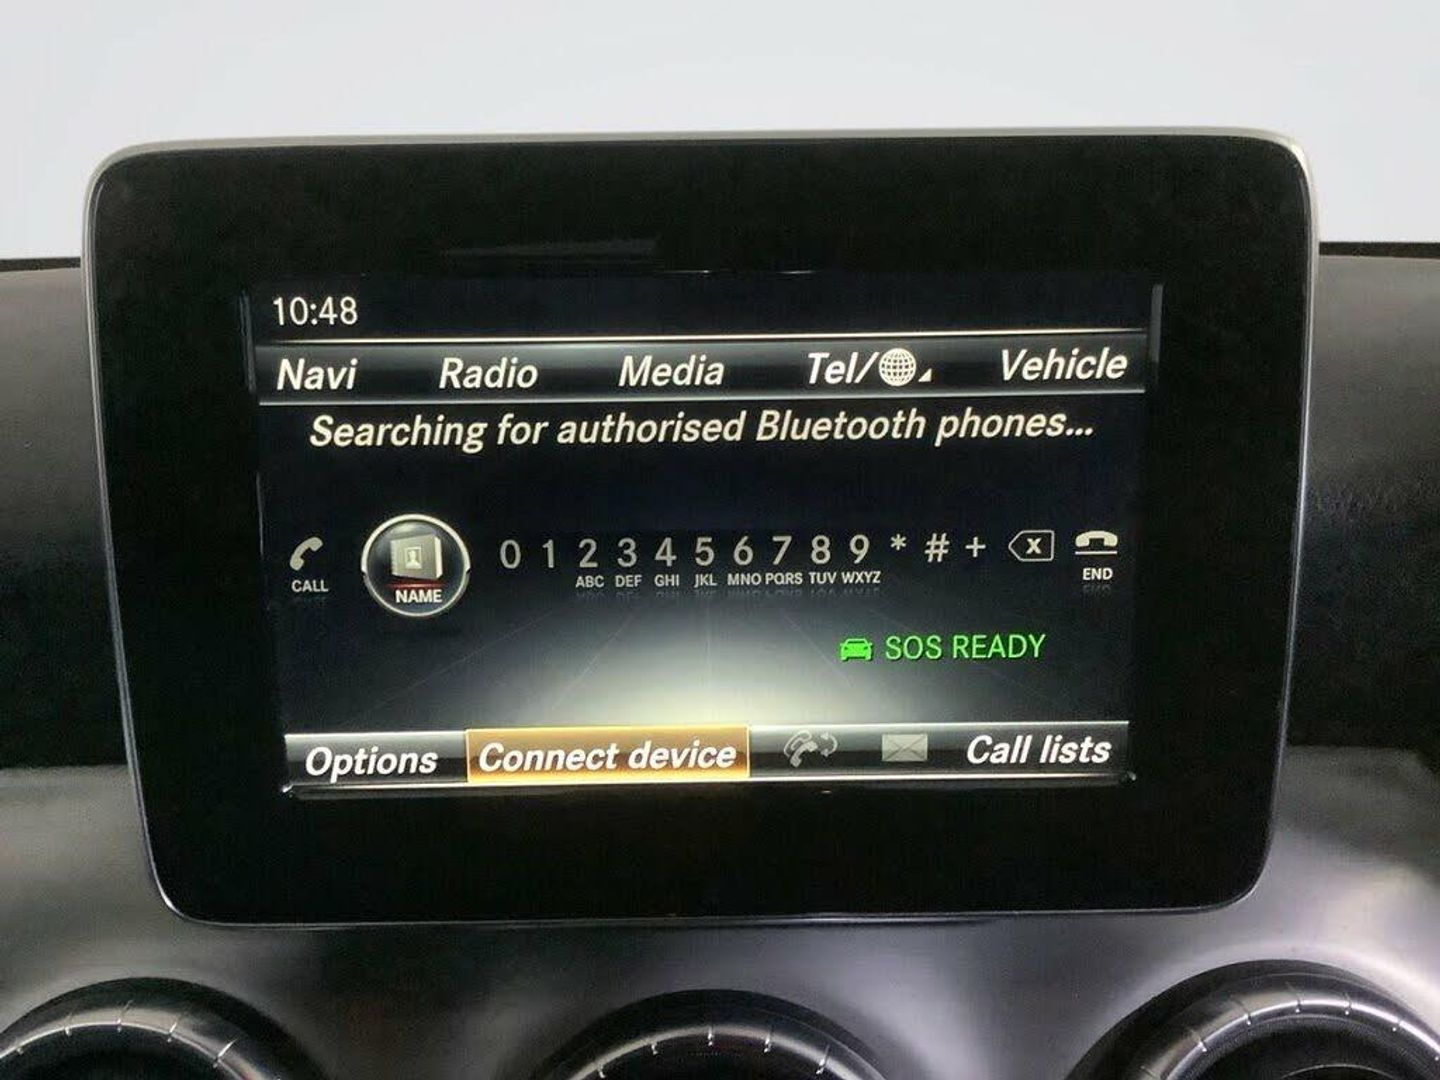 10:48
Navi Radio Media Tel/ Vehicle
Searching for authorised Bluetooth phones...
0 1 2 3 4 5 6 7 8 9 * # + X
CALL NAME ABC DEF GHI JKL MNO PQRS TUV WXYZ END
SOS READY
Options Connect device Call lists